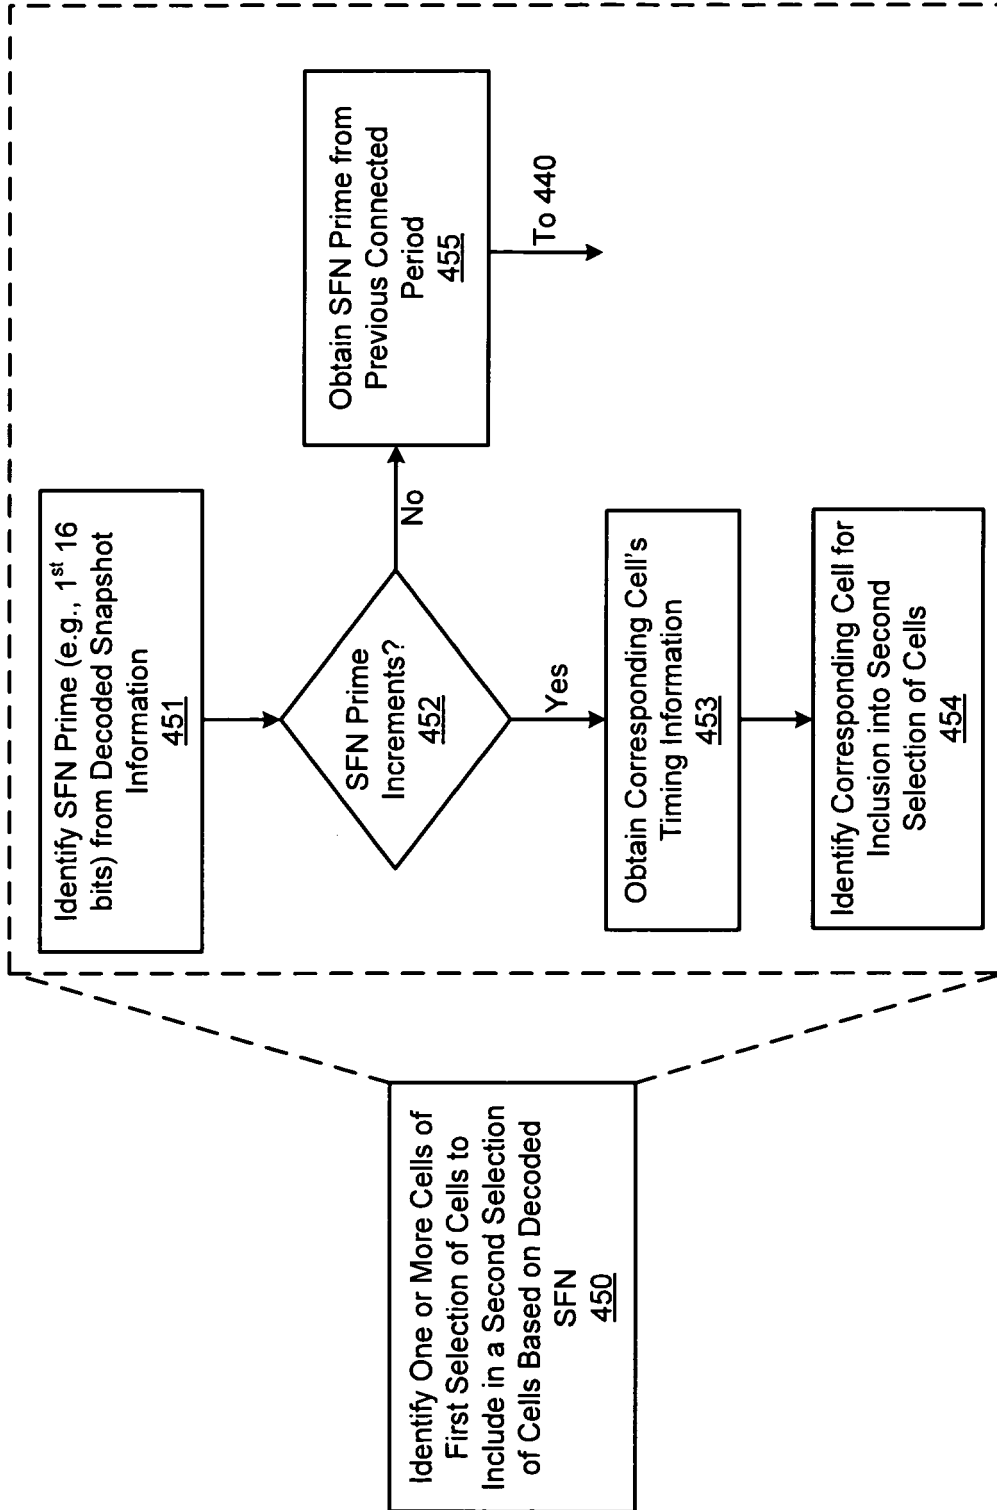 Identify One or More Cells of
First Selection of Cells to
Include in a Second Selection
of Cells Based on Decoded
SFN
450
Identify SFN Prime (e.g., 1st 16
bits) from Decoded Snapshot
Information
451
SFN Prime
Increments?
452
No
Obtain SFN Prime from
Previous Connected
Period
455
To 440
Yes
Obtain Corresponding Cell's
Timing Information
453
Identify Corresponding Cell for
Inclusion into Second
Selection of Cells
454